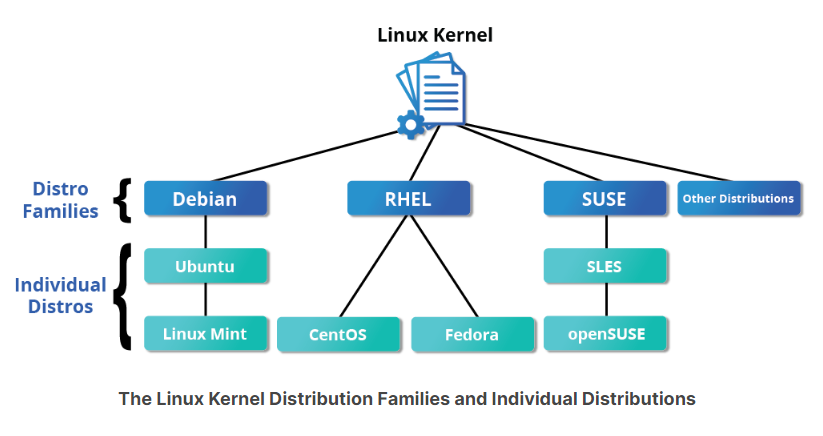 Linux Kernel
Distro
Families
Debian
RHEL
SUSE
Other Distributions
Individual
Distros
Ubuntu
SLES
Linux Mint
CentOS
Fedora
openSUSE
The Linux Kernel Distribution Families and Individual Distributions